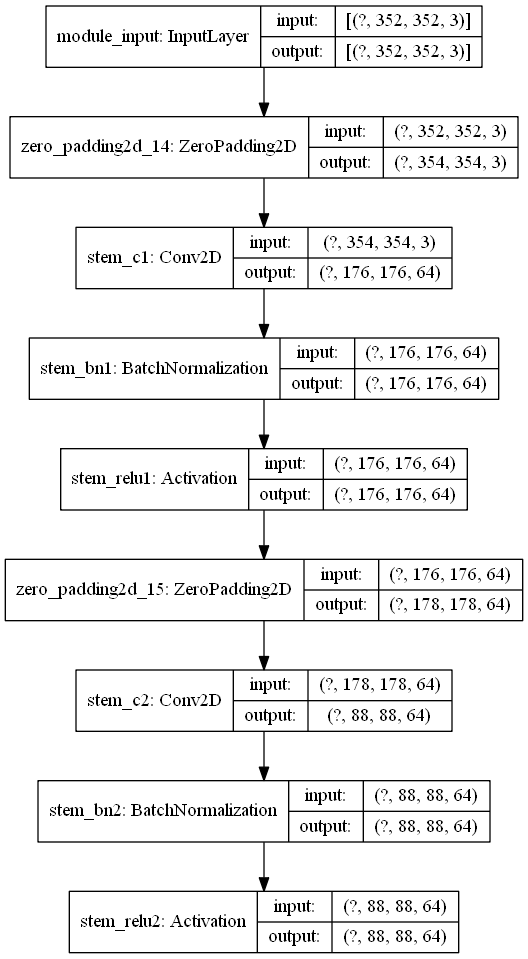 module_input: InputLayer
input: [(?, 352, 352, 3)]
output: [(?, 352, 352, 3)]
zero_padding2d_14: ZeroPadding2D
input: (?, 352, 352, 3)
output: (?, 354, 354, 3)
stem_c1: Conv2D
input: (?, 354, 354, 3)
output: (?, 176, 176, 64)
stem_bn1: BatchNormalization
input: (?, 176, 176, 64)
output: (?, 176, 176, 64)
stem_relu1: Activation
input: (?, 176, 176, 64)
output: (?, 176, 176, 64)
zero_padding2d_15: ZeroPadding2D
input: (?, 176, 176, 64)
output: (?, 178, 178, 64)
stem_c2: Conv2D
input: (?, 178, 178, 64)
output: (?, 88, 88, 64)
stem_bn2: BatchNormalization
input: (?, 88, 88, 64)
output: (?, 88, 88, 64)
stem_relu2: Activation
input: (?, 88, 88, 64)
output: (?, 88, 88, 64)